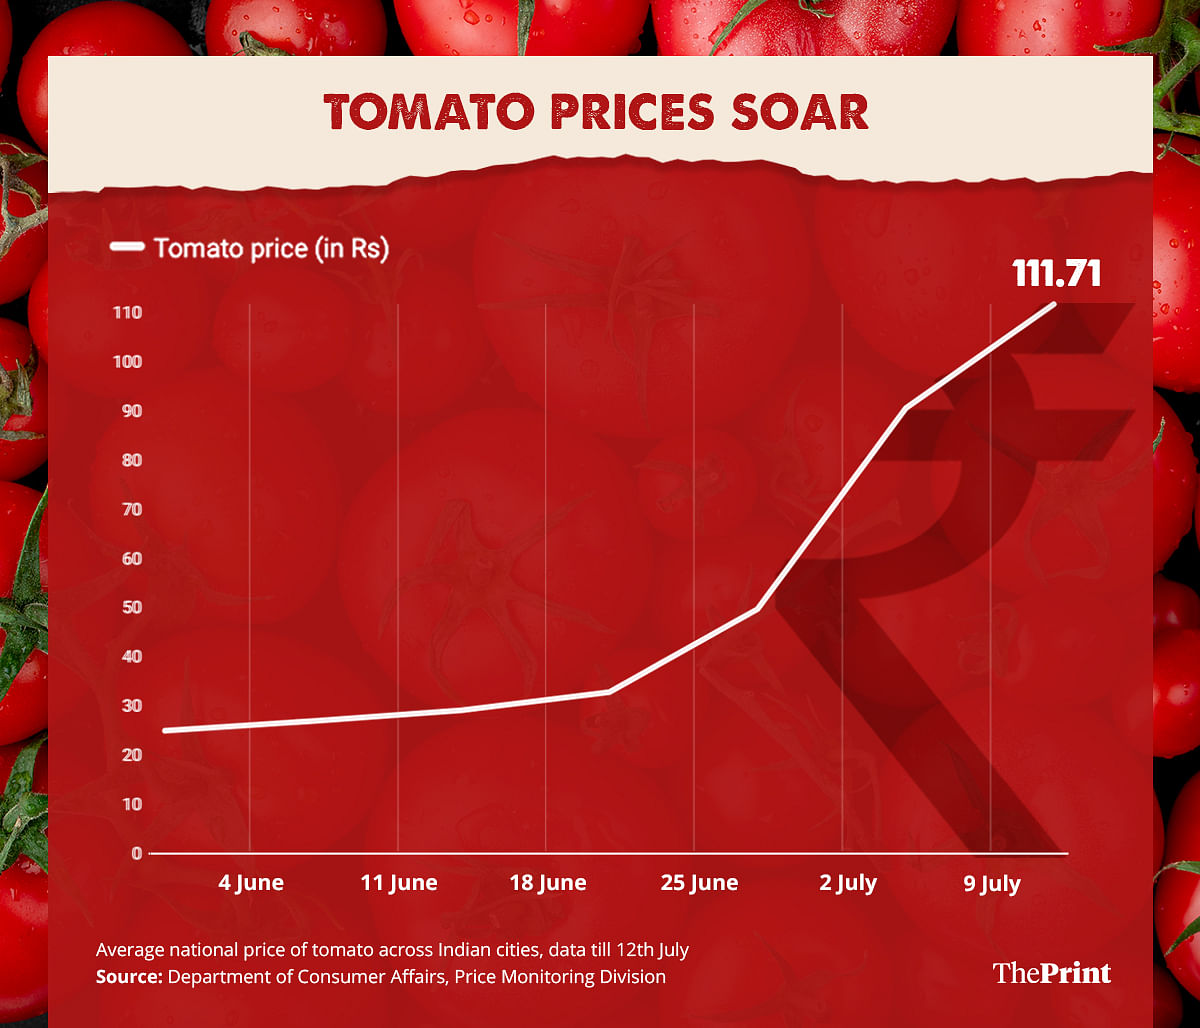 TOMATO PRICES SOAR
Tomato price (in Rs)
111.71
110
100
90
80
70
60
50
40
30
20
10
0
4 June 11 June 18 June 25 June 2 July 9 July
Average national price of tomato across Indian cities, data till 12th July
Source: Department of Consumer Affairs, Price Monitoring Division
ThePrint